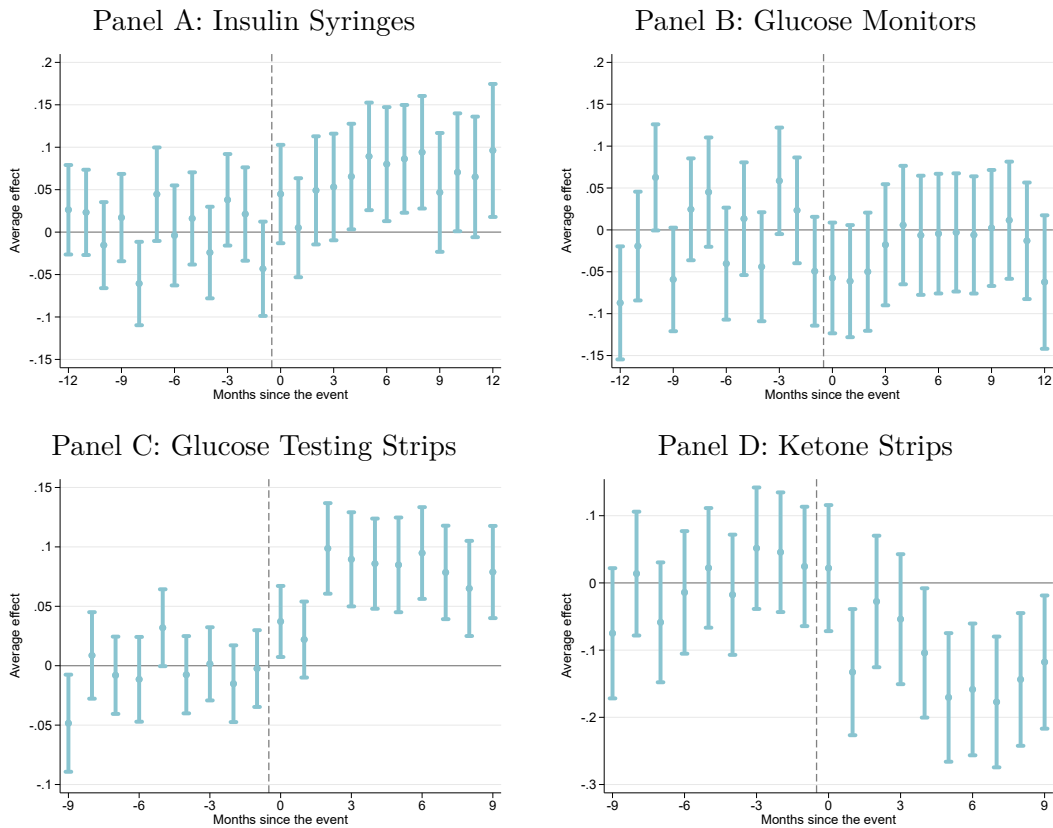 Panel A: Insulin Syringes
.2
.15
.1
.05
0
-.05
-.1
-.15
Average effect
-12 -9 -6 -3 0 3 6 9 12
Months since the event
Panel B: Glucose Monitors
.2
.15
.1
.05
0
-.05
-.1
-.15
Average effect
-12 -9 -6 -3 0 3 6 9 12
Months since the event
Panel C: Glucose Testing Strips
.15
.1
.05
0
-.05
-.1
Average effect
-9 -6 -3 0 3 6 9
Months since the event
Panel D: Ketone Strips
.1
0
-.1
-.2
-.3
Average effect
-9 -6 -3 0 3 6 9
Months since the event